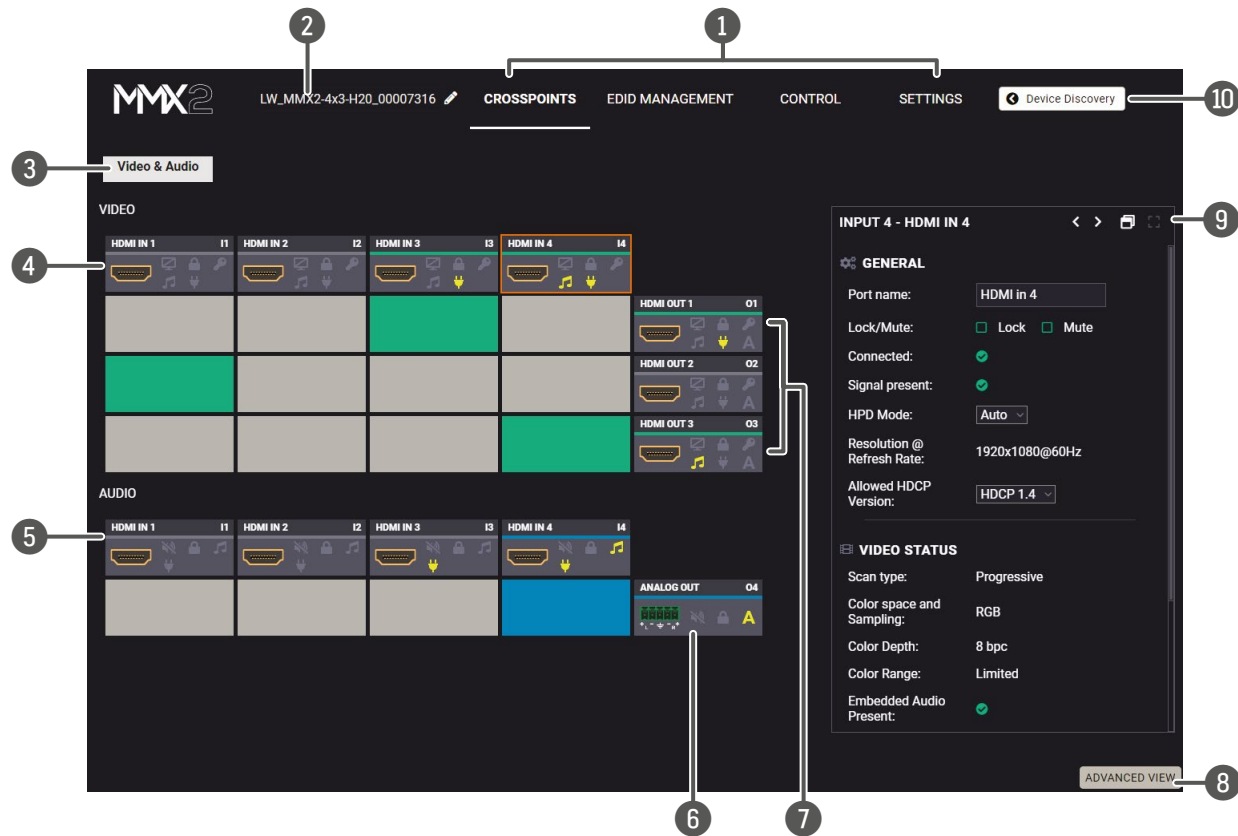 2
1
MMX2
LW_MMX2-4x3-H20_00007316
CROSSPOINTS
EDID MANAGEMENT
CONTROL
SETTINGS
Device Discovery
10
3
Video & Audio
VIDEO
INPUT 4 - HDMI IN 4
9
4
HDMI IN 1 I1
HDMI IN 2 I2
HDMI IN 3 I3
HDMI IN 4 I4
HDMI OUT 1 O1
A
HDMI OUT 2 O2
A
HDMI OUT 3 O3
A
7
GENERAL
Port name: HDMI in 4
Lock/Mute: Lock Mute
Connected:
Signal present:
HPD Mode: Auto
Resolution @
Refresh Rate: 1920x1080@60Hz
Allowed HDCP
Version: HDCP 1.4
AUDIO
5
HDMI IN 1 I1
HDMI IN 2 I2
HDMI IN 3 I3
HDMI IN 4 I4
ANALOG OUT O4
+ L - - R +
A
6
VIDEO STATUS
Scan type: Progressive
Color space and
Sampling: RGB
Color Depth: 8 bpc
Color Range: Limited
Embedded Audio
Present:
ADVANCED VIEW
8